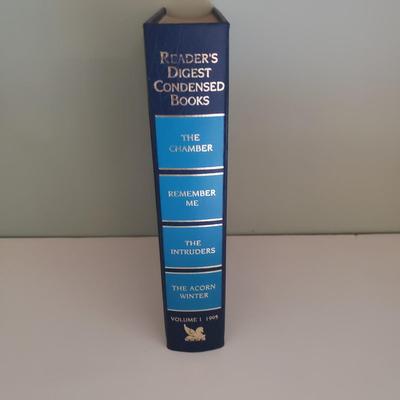 READER'S
DIGEST
CONDENSED
BOOKS
THE
CHAMBER
REMEMBER
ME
THE
INTRUDERS
THE ACORN
WINTER
VOLUME 1 1995